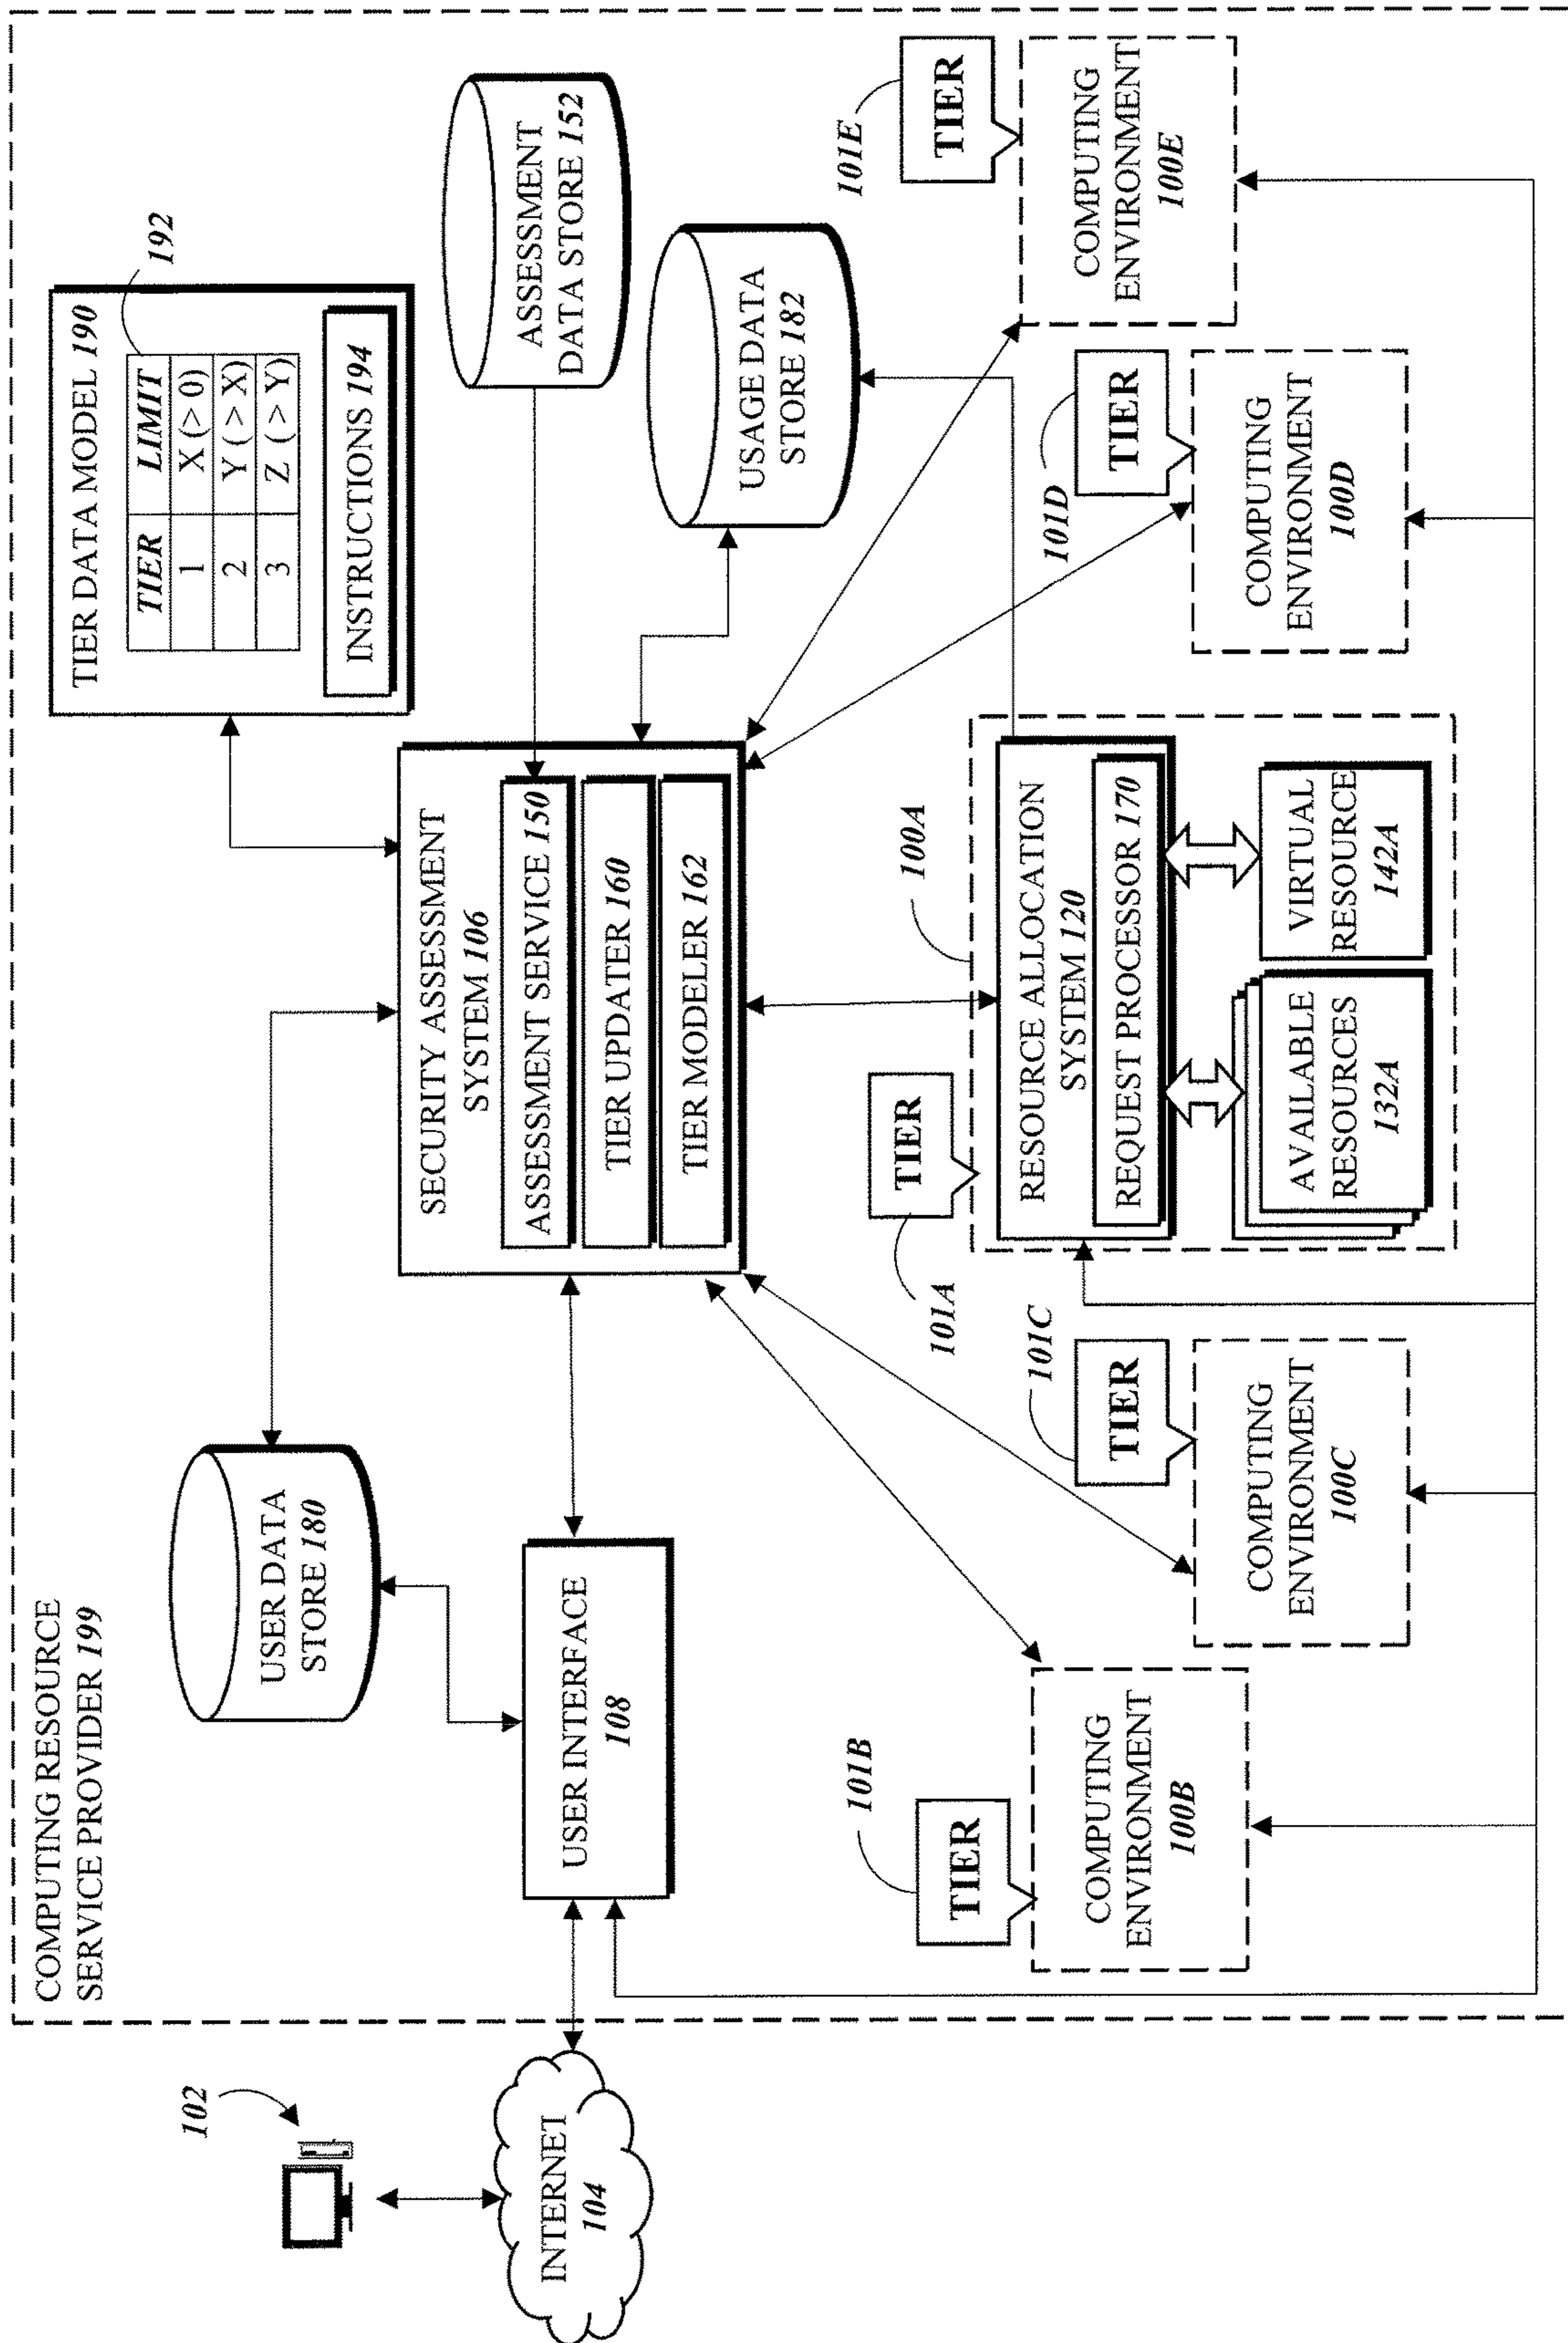 COMPUTING RESOURCE
SERVICE PROVIDER 199
102
INTERNET
104
USER DATA
STORE 180
USER INTERFACE
108
SECURITY ASSESSMENT
SYSTEM 106
ASSESSMENT SERVICE 150
TIER UPDATER 160
TIER MODELER 162
TIER DATA MODEL 190
192
TIER LIMIT
1 X (> 0)
2 Y ( > X)
3 Z ( > Y)
INSTRUCTIONS 194
ASSESSMENT
DATA STORE 152
USAGE DATA
STORE 182
101B
TIER
COMPUTING
ENVIRONMENT
100B
101C
TIER
COMPUTING
ENVIRONMENT
100C
101A
TIER
100A
RESOURCE ALLOCATION
SYSTEM 120
REQUEST PROCESSOR 170
AVAILABLE
RESOURCES
132A
VIRTUAL
RESOURCE
142A
101D
TIER
COMPUTING
ENVIRONMENT
100D
101E
TIER
COMPUTING
ENVIRONMENT
100E